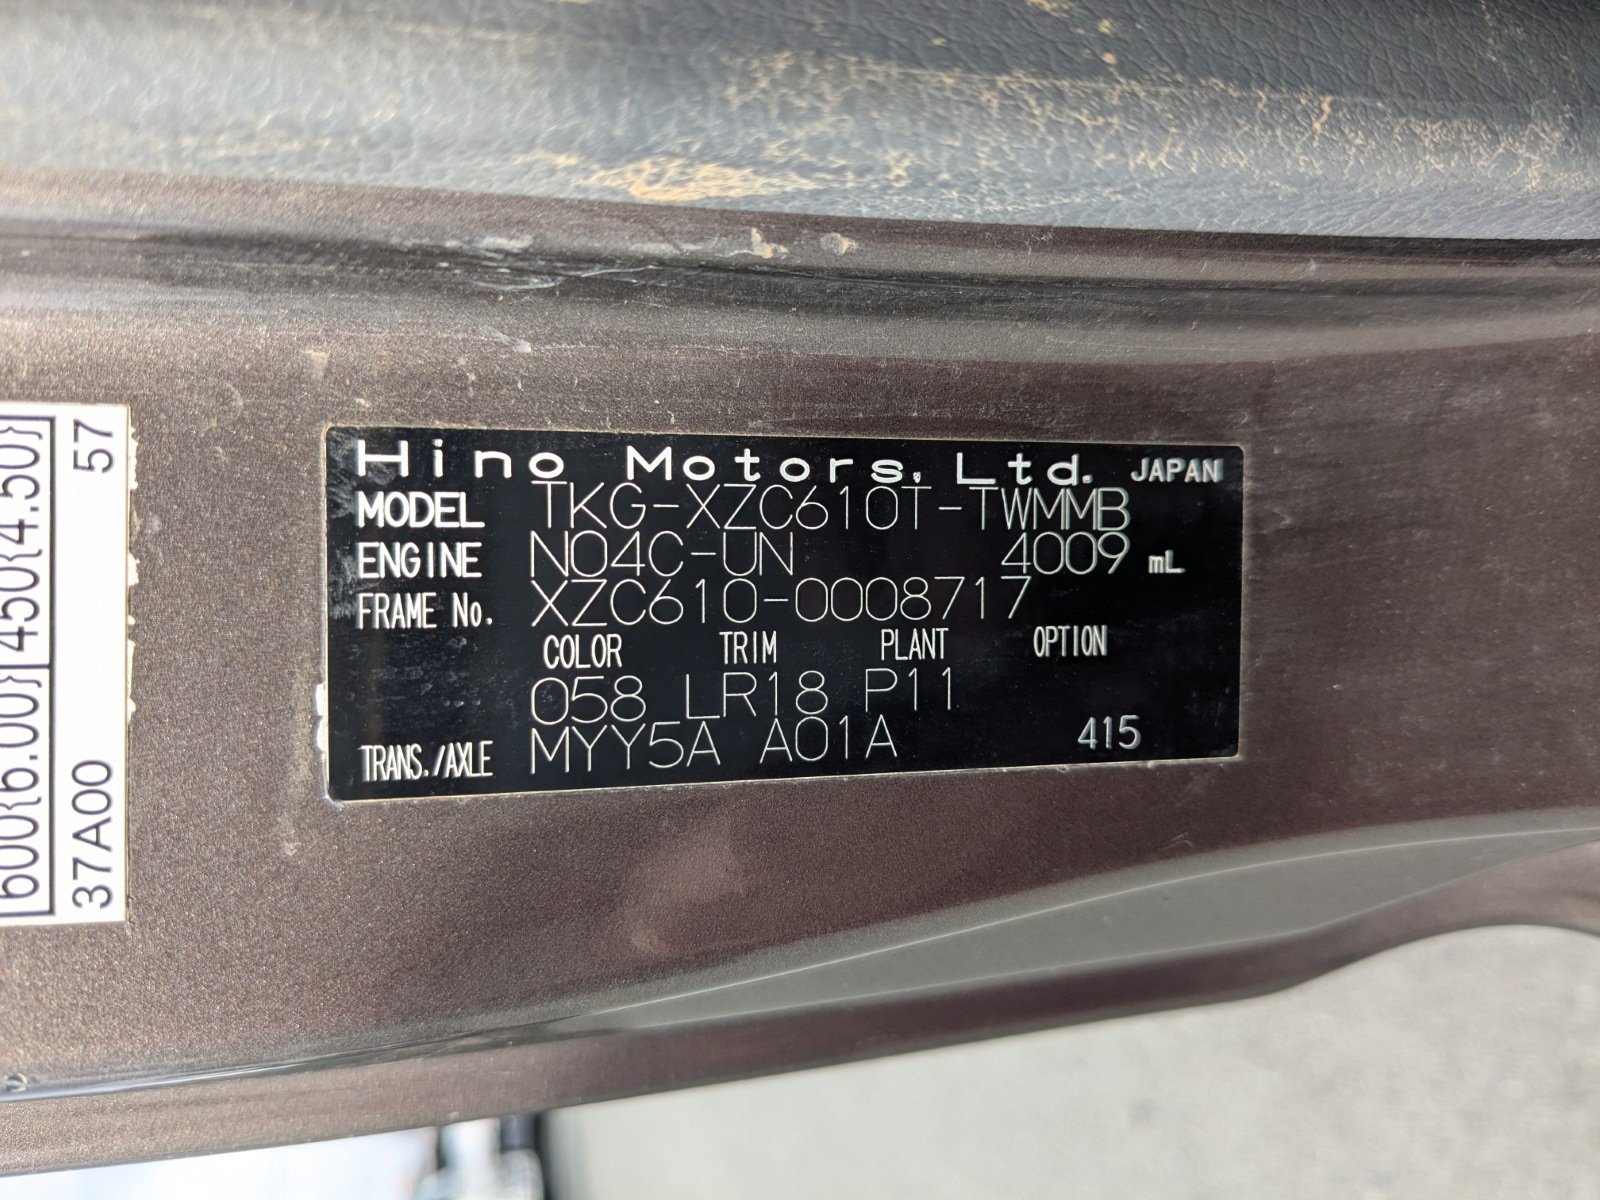 Hino Motors, Ltd. JAPAN
MODEL TKG-XZC610T-TWMMB
ENGINE N04C-UN 4009 mL
FRAME No. XZC610-0008717
COLOR TRIM PLANT OPTION
058 LR18 P11
TRANS./AXLE MYY5A A01A 415
600{6.00} 450{4.50}
37A00 57